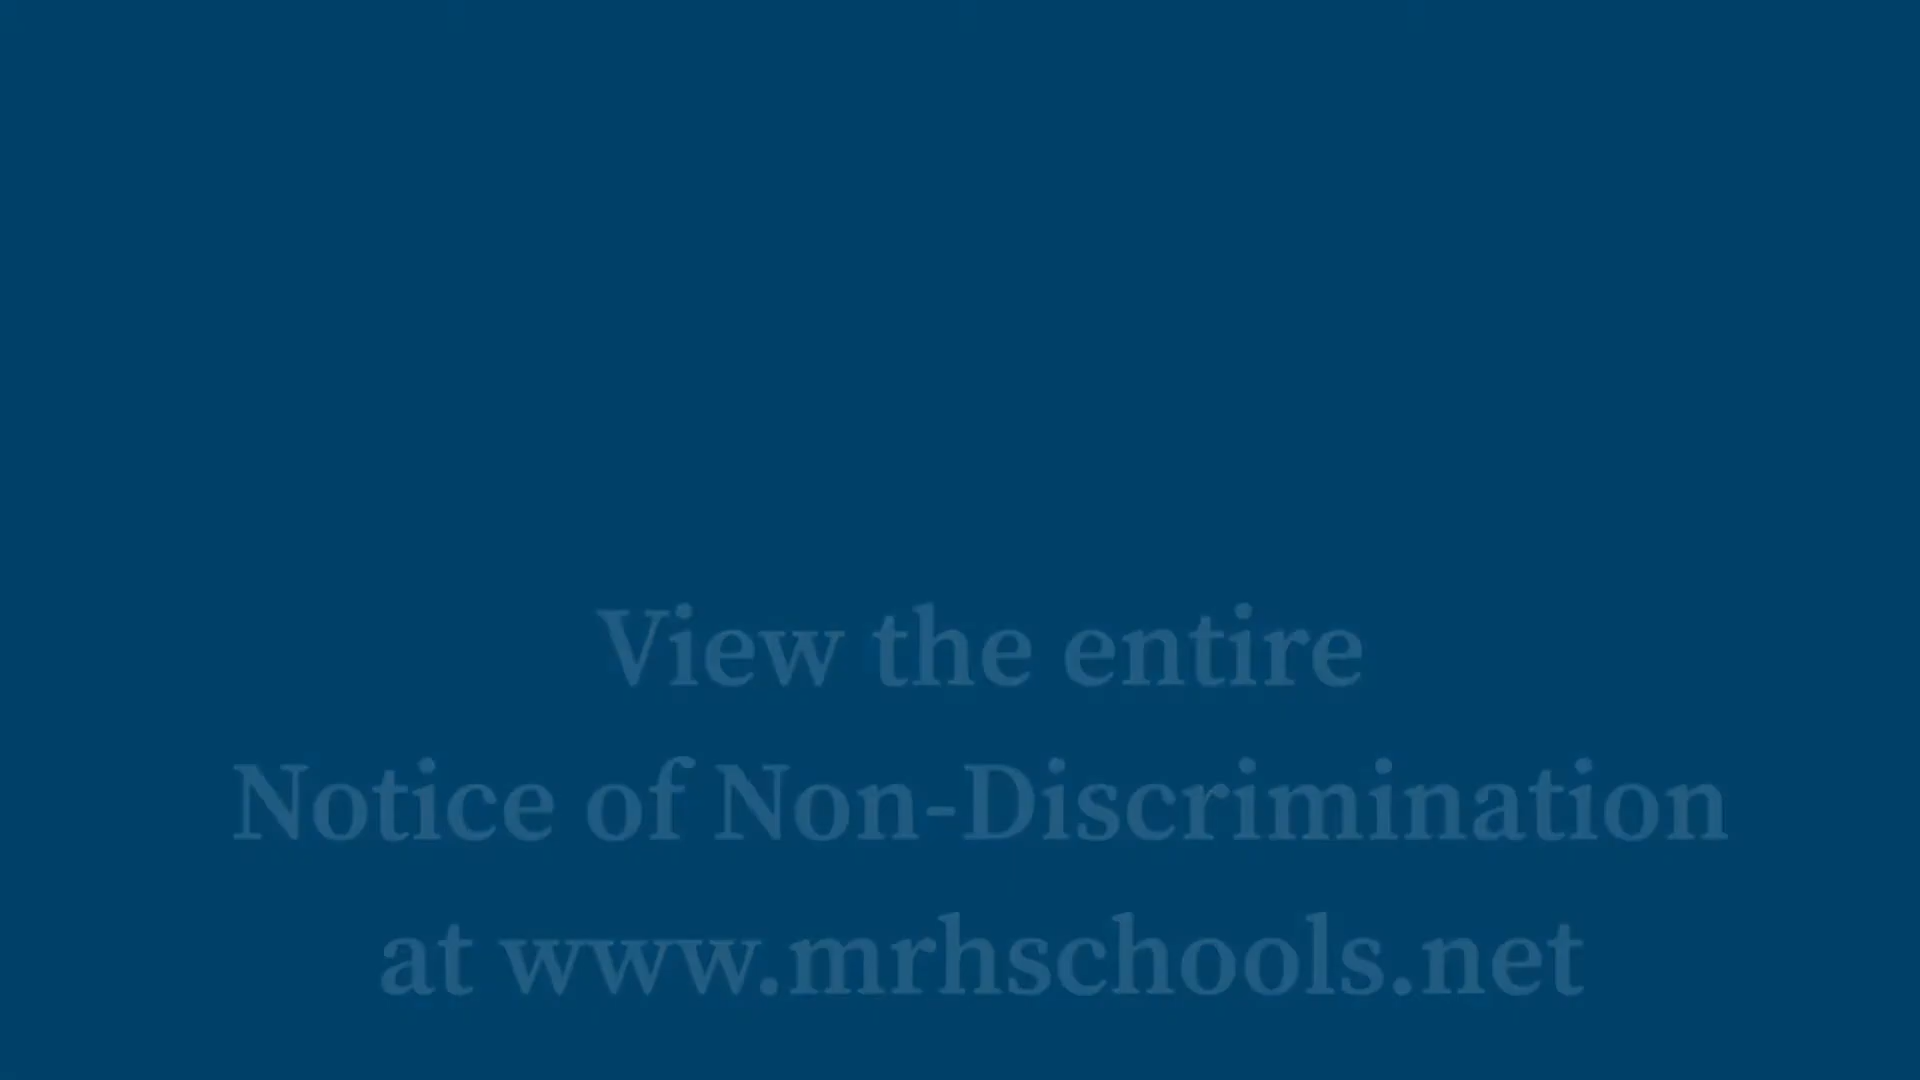 View the entire
Notice of Non-Discrimination
at www.mrhschools.net